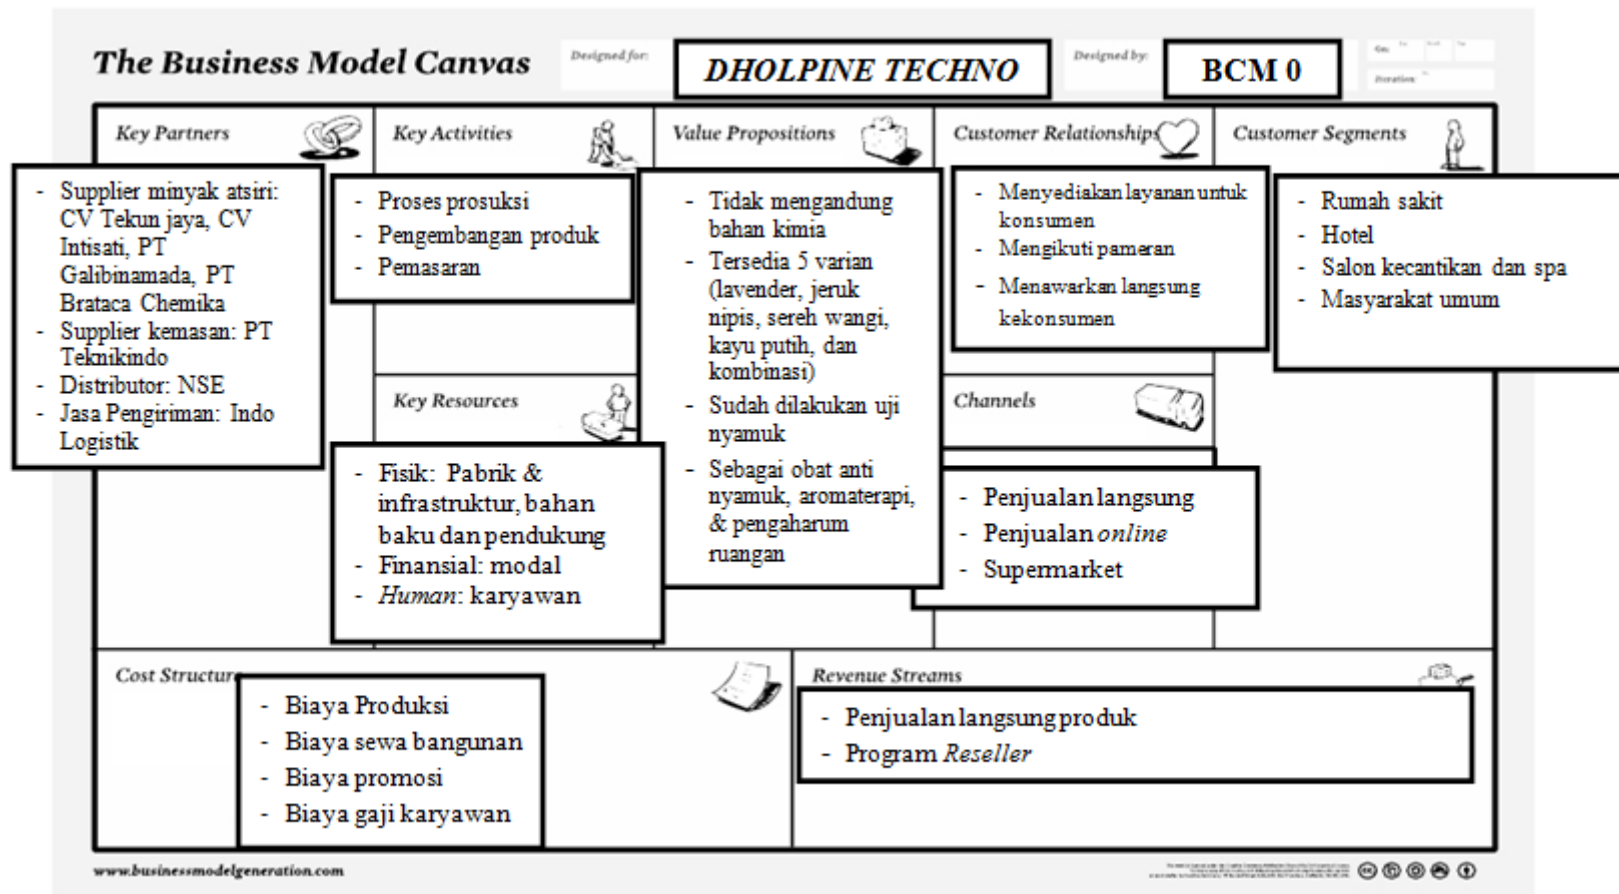 The Business Model Canvas
Designed for:
DHOLPINE TECHNO
Designed by:
BCM 0
On:
Iteration:
Key Partners
- Supplier minyak atsiri:
CV Tekun jaya, CV
Intisati, PT
Galibinamada, PT
Brataca Chemika
- Supplier kemasan: PT
Teknikindo
- Distributor: NSE
- Jasa Pengiriman: Indo
Logistik
Key Activities
- Proses prosuksi
- Pengembangan produk
- Pemasaran
Key Resources
- Fisik: Pabrik &
infrastruktur, bahan
baku dan pendukung
- Finansial: modal
- Human: karyawan
Value Propositions
- Tidak mengandung
bahan kimia
- Tersedia 5 varian
(lavender, jeruk
nipis, sereh wangi,
kayu putih, dan
kombinasi)
- Sudah dilakukan uji
nyamuk
- Sebagai obat anti
nyamuk, aromaterapi,
& pengaharum
ruangan
Customer Relationships
- Menyediakan layanan untuk
konsumen
- Mengikuti pameran
- Menawarkan langsung
kekonsumen
Channels
- Penjualan langsung
- Penjualan online
- Supermarket
Customer Segments
- Rumah sakit
- Hotel
- Salon kecantikan dan spa
- Masyarakat umum
Cost Structure
- Biaya Produksi
- Biaya sewa bangunan
- Biaya promosi
- Biaya gaji karyawan
Revenue Streams
- Penjualan langsung produk
- Program Reseller
www.businessmodelgeneration.com